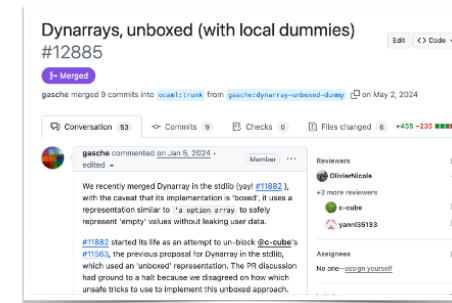 Dynarrays, unboxed (with local dummies)
#12885
Edit <> Code
Merged
gasche merged 9 commits into ocaml:trunk from gasche:dynarray-unboxed-dummy on May 2, 2024
Conversation 53 Commits 9 Checks 0 Files changed 6 +455 −235
gasche commented on Jan 5, 2024 •
edited
Member ...
We recently merged Dynarray in the stdlib (yay! #11882 ),
with the caveat that its implementation is 'boxed', it uses a
representation similar to 'a option array to safely
represent 'empty' values without leaking user data.
#11882 started its life as an attempt to un-block @c-cube's
#11563, the previous proposal for Dynarray in the stdlib,
which used an 'unboxed' representation. The PR discussion
had ground to a halt because we disagreed on how which
unsafe tricks to use to implement this unboxed approach.
Reviewers
OlivierNicole
+2 more reviewers
c-cube
yannl35133
Assignees
No one—assign yourself